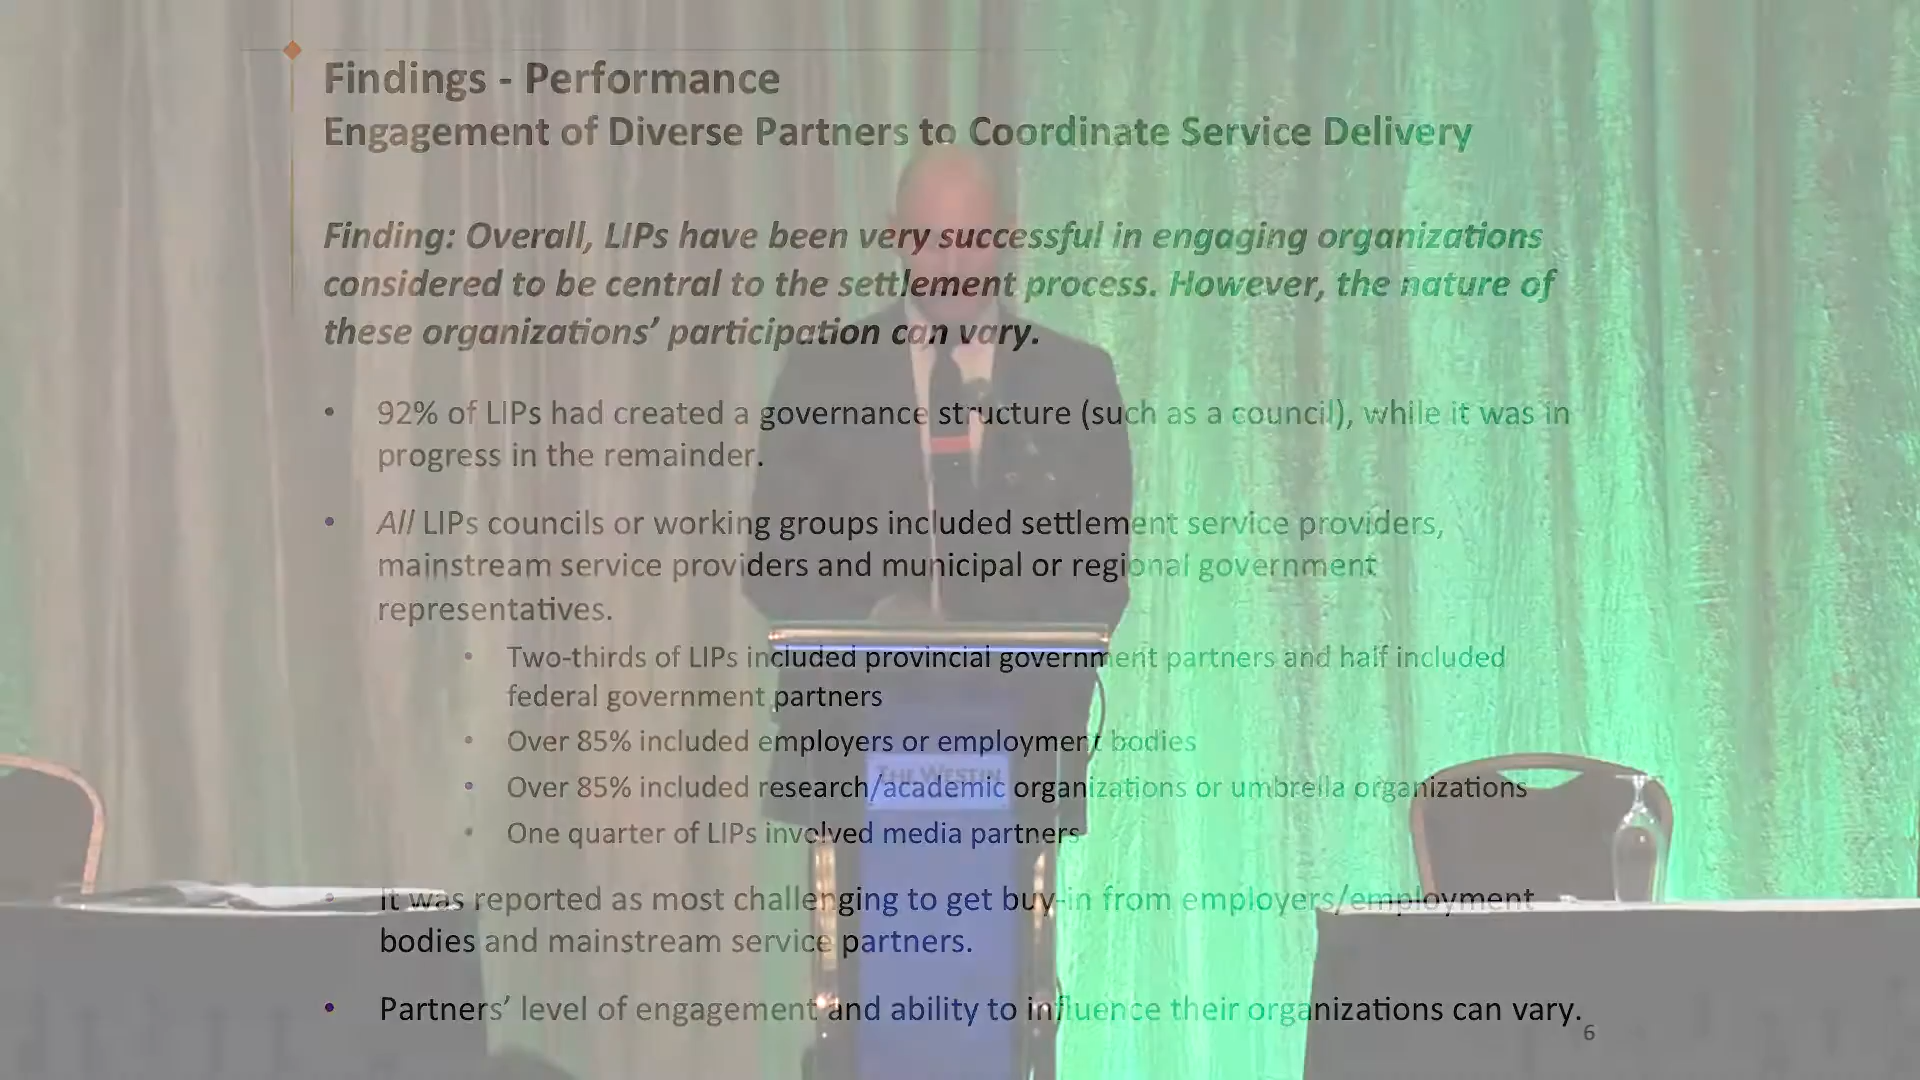 Findings - Performance
Engagement of Diverse Partners to Coordinate Service Delivery
Finding: Overall, LIPs have been very successful in engaging organizations
considered to be central to the settlement process. However, the nature of
these organizations’ participation can vary.
• 92% of LIPs had created a governance structure (such as a council), while it was in
progress in the remainder.
• All LIPs councils or working groups included settlement service providers,
mainstream service providers and municipal or regional government
representatives.
• Two-thirds of LIPs included provincial government partners and half included
federal government partners
• Over 85% included employers or employment bodies
THE WESTIN
• Over 85% included research/academic organizations or umbrella organizations
• One quarter of LIPs involved media partners
• It was reported as most challenging to get buy-in from employers/employment
bodies and mainstream service partners.
• Partners’ level of engagement and ability to influence their organizations can vary.
6